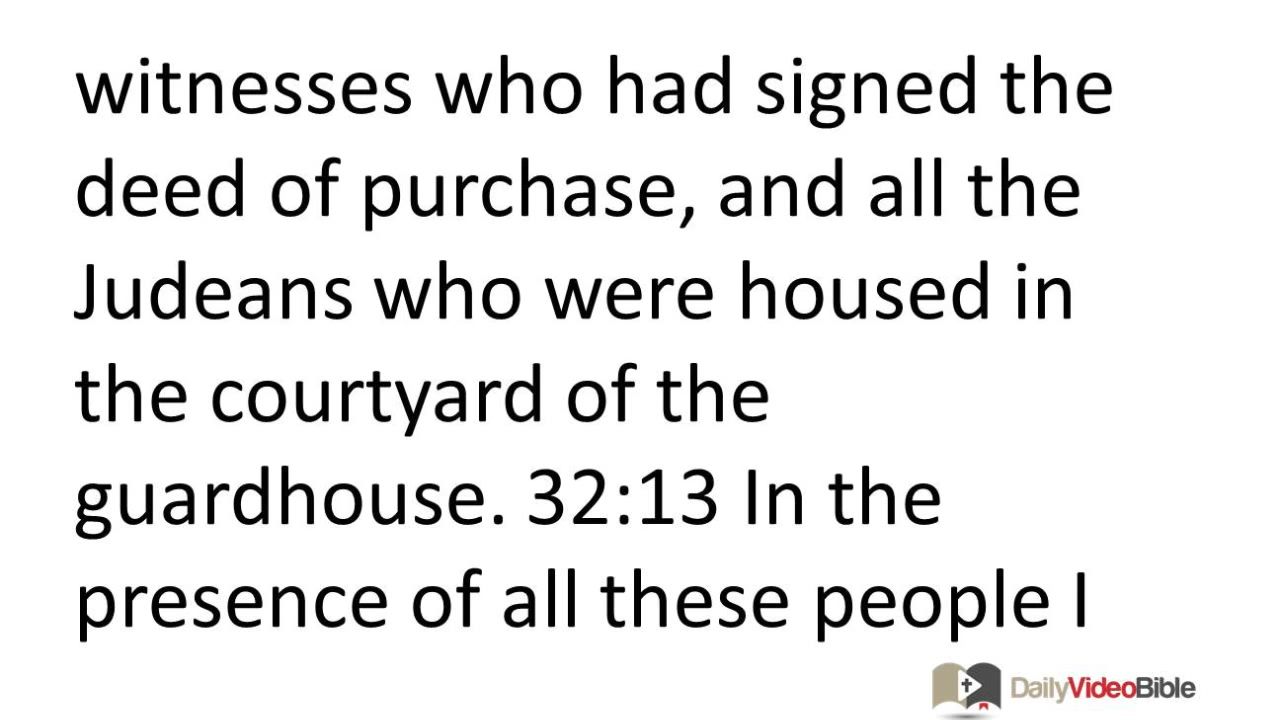 witnesses who had signed the
deed of purchase, and all the
Judeans who were housed in
the courtyard of the
guardhouse. 32:13 In the
presence of all these people I
DailyVideoBible